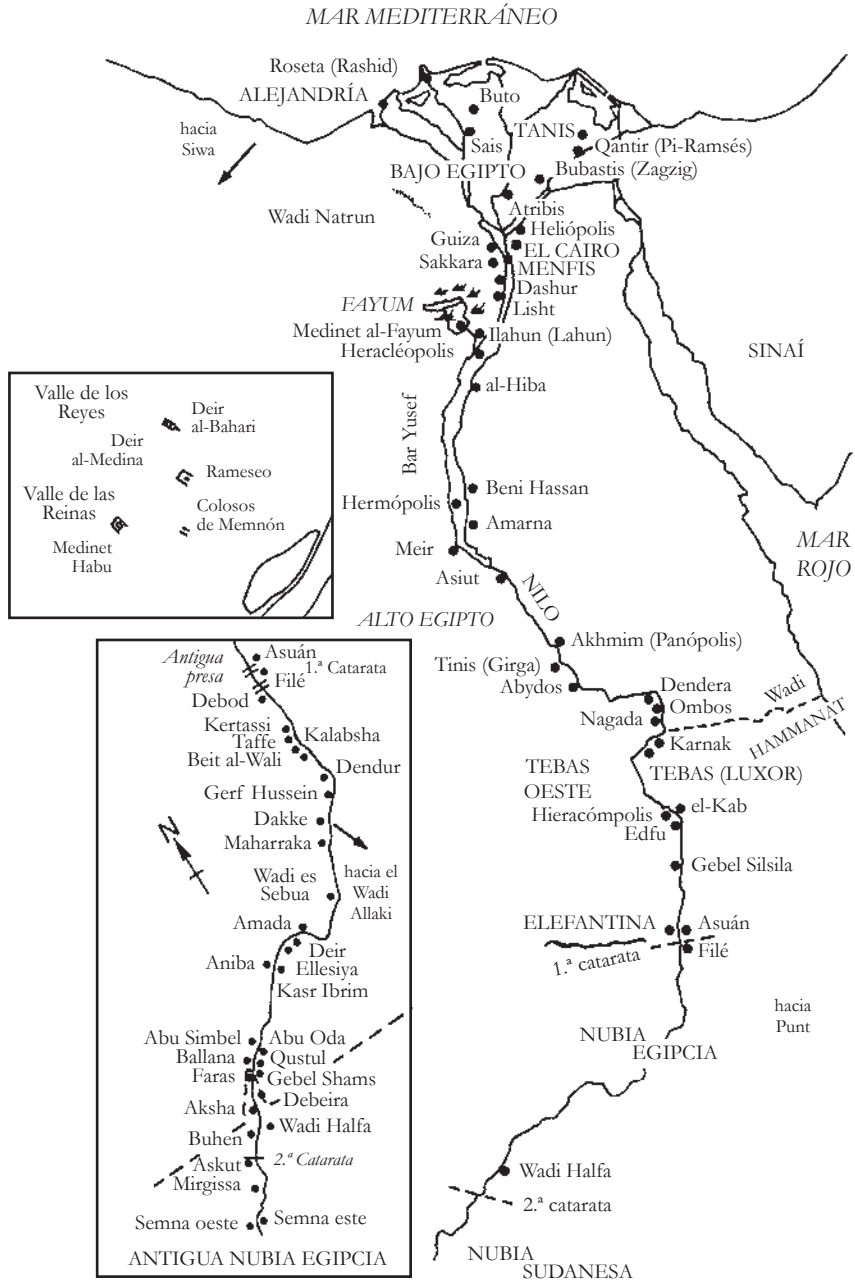 MAR MEDITERRÁNEO
Roseta (Rashid)
ALEJANDRÍA
Buto
hacia
Siwa
Sais
TANIS
Qantir (Pi-Ramsés)
BAJO EGIPTO
Bubastis (Zagzig)
Atribis
Wadi Natrun
Heliópolis
Guiza
EL CAIRO
Sakkara
MENFIS
Dashur
FAYUM
Lisht
Medinet al-Fayum
Ilahun (Lahun)
Heracléopolis
SINAÍ
al-Hiba
Bar Yusef
Beni Hassan
Hermópolis
Amarna
Meir
Asiut
MAR
ROJO
NILO
ALTO EGIPTO
Akhmim (Panópolis)
Tinis (Girga)
Abydos
Dendera
Ombos
Nagada
Wadi
HAMMANAT
Karnak
TEBAS (LUXOR)
TEBAS
OESTE
el-Kab
Hieracómpolis
Edfu
Gebel Silsila
ELEFANTINA
Asuán
Filé
1.ª catarata
hacia
Punt
NUBIA
EGIPCIA
Wadi Halfa
2.ª catarata
NUBIA
SUDANESA
Valle de los
Reyes
Deir
al-Bahari
Deir
al-Medina
Rameseo
Valle de las
Reinas
Colosos
de Memnón
Medinet
Habu
Antigua
presa
Asuán
1.ª Catarata
Filé
Debod
Kertassi
Taffe
Kalabsha
Beit al-Wali
Dendur
Gerf Hussein
Dakke
Maharraka
N
hacia el
Wadi
Allaki
Wadi es
Sebua
Amada
Deir
Ellesiya
Aniba
Kasr Ibrim
Abu Simbel
Abu Oda
Ballana
Qustul
Faras
Gebel Shams
Debeira
Aksha
Wadi Halfa
Buhen
2.ª Catarata
Askut
Mirgissa
Semna oeste
Semna este
ANTIGUA NUBIA EGIPCIA